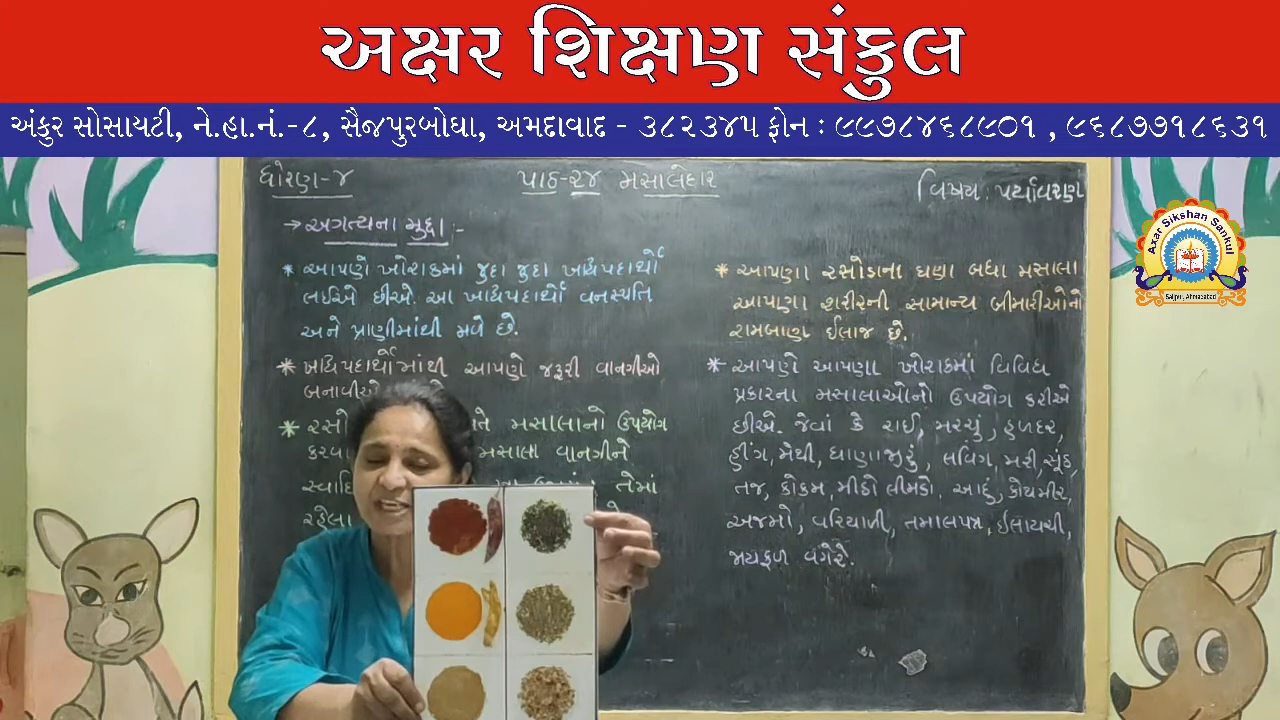 અક્ષર શિક્ષણ સંકુલ
અંકુર સોસાયટી, ને.હા.નં.-૮, સૈજપુરબોઘા, અમદાવાદ - ૩૮૨૩૪૫ ફોન : ૯૯૭૮૪૬૮૯૦૧ , ૯૬૮૭૭૧૮૬૩૧
ધોરણ-૪
પાઠ-૨૪ મસાલેદાર
વિષય: પર્યાવરણ
→ અગત્યના મુદ્દા :-
* આપણે ખોરાકમાં જુદા જુદા ખાદ્યપદાર્થો
લઈએ છીએ. આ ખાદ્યપદાર્થો વનસ્પતિ
અને પ્રાણીમાંથી મળે છે.
* ખાદ્યપદાર્થોમાંથી આપણે જરૂરી વાનગીઓ
બનાવીએ
* રસો મસાલાનો ઉપયોગ
કરવા મસાલા વાનગીને
સ્વાદિ તેમાં
રહેલા
* આપણા રસોડાના ઘણા બધા મસાલા
આપણા શરીરની સામાન્ય બીમારીઓનો
રામબાણ ઈલાજ છે.
* આપણે આપણા ખોરાકમાં વિવિધ
પ્રકારના મસાલાઓનો ઉપયોગ કરીએ
છીએ. જેવાં કે રાઈ, મરચું, હળદર,
હીંગ, મેથી, ધાણાજીરું, લવિંગ, મરી, સૂંઠ,
તજ, કોકમ, મીઠો લીમડો. આદું, કોથમીર,
અજમો, વરિયાળી, તમાલપત્ર, ઈલાયચી,
જાયફળ વગેરે.
Axar Sikshan Sankul
Saijpur, Ahmadabad